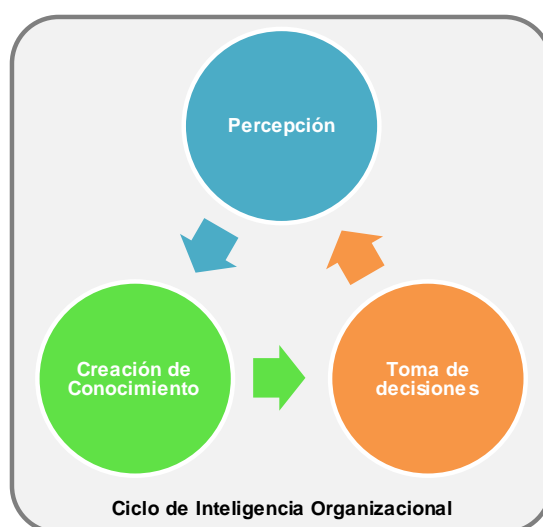 Percepción
Creación de
Conocimiento
Toma de
decisiones
Ciclo de Inteligencia Organizacional